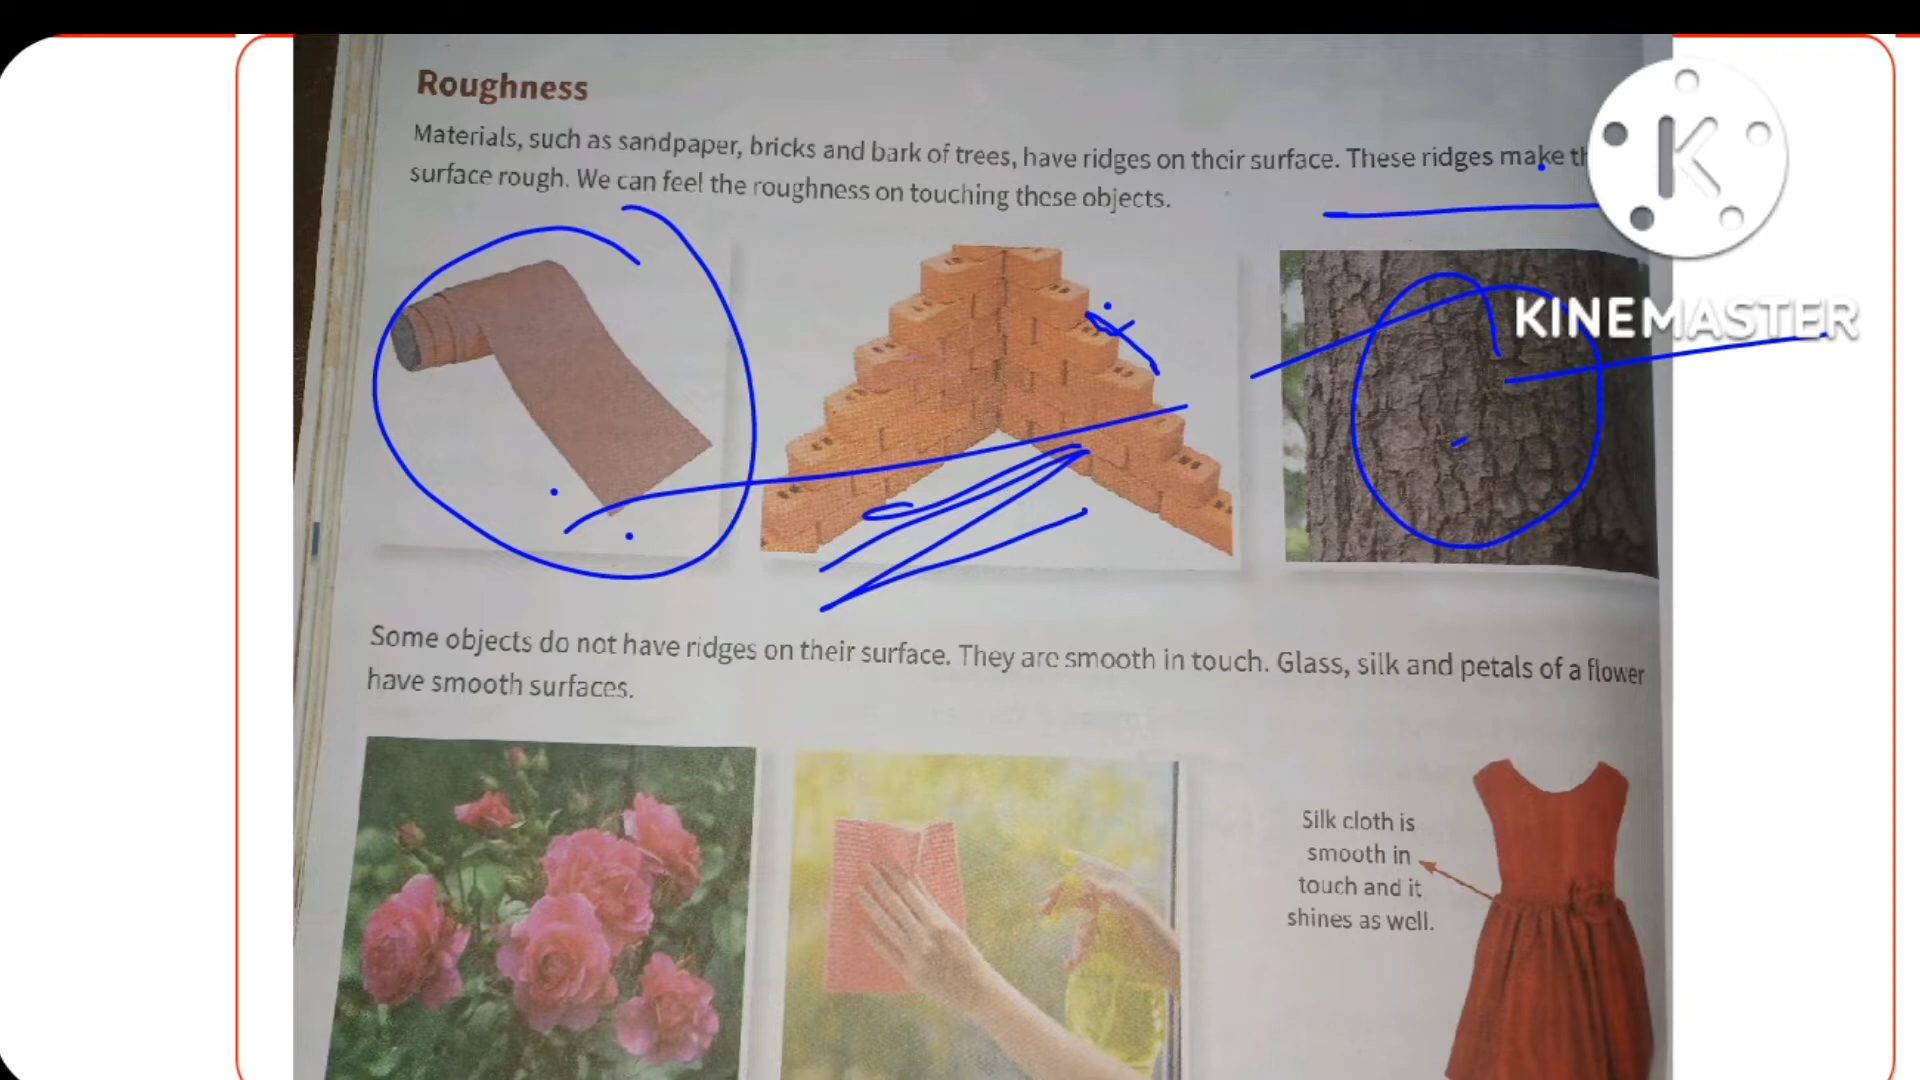 Roughness
Materials, such as sandpaper, bricks and bark of trees, have ridges on their surface. These ridges make
surface rough. We can feel the roughness on touching these objects.
KINEMASTER
Some objects do not have ridges on their surface. They are smooth in touch. Glass, silk and petals of a flower
have smooth surfaces.
Silk cloth is
smooth in
touch and it
shines as well.